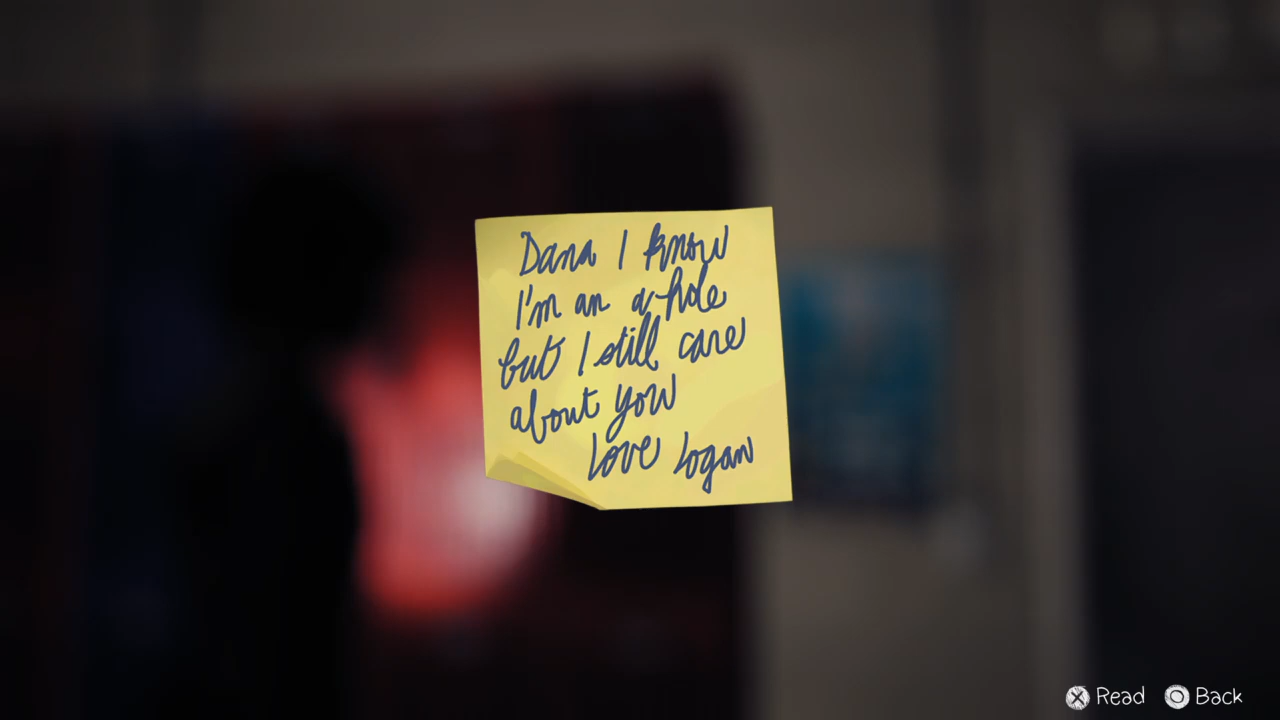 Dana I know
I'm an a-hole
but I still care
about you
Love Logan
Read Back